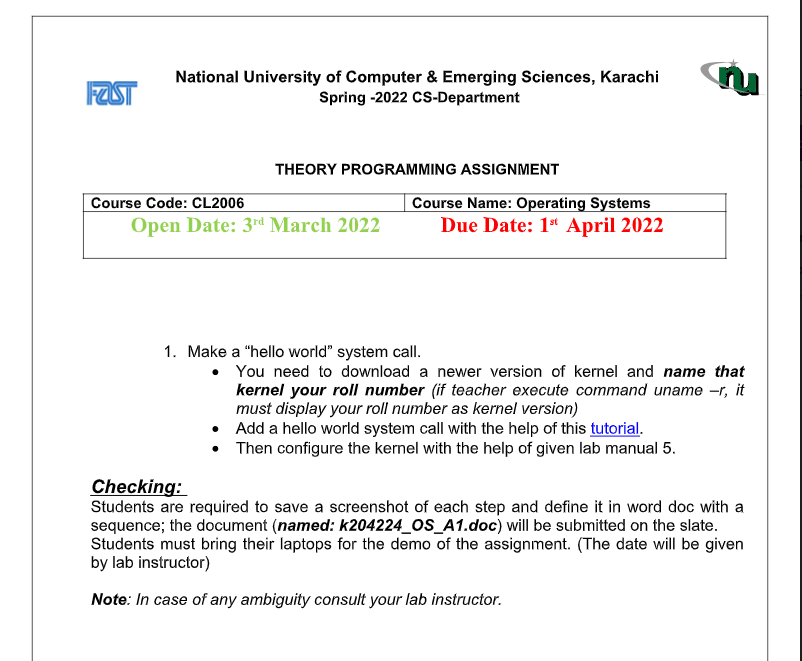 FAST
National University of Computer & Emerging Sciences, Karachi
nu
Spring -2022 CS-Department
THEORY PROGRAMMING ASSIGNMENT
Course Code: CL2006 Course Name: Operating Systems
Open Date: 3rd March 2022 Due Date: 1st April 2022
1. Make a “hello world” system call.
• You need to download a newer version of kernel and name that
kernel your roll number (if teacher execute command uname –r, it
must display your roll number as kernel version)
• Add a hello world system call with the help of this tutorial.
• Then configure the kernel with the help of given lab manual 5.
Checking:
Students are required to save a screenshot of each step and define it in word doc with a
sequence; the document (named: k204224_OS_A1.doc) will be submitted on the slate.
Students must bring their laptops for the demo of the assignment. (The date will be given
by lab instructor)
Note: In case of any ambiguity consult your lab instructor.